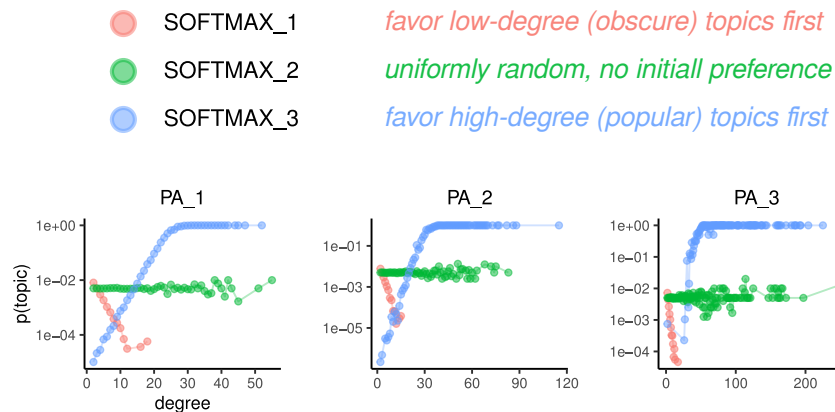 SOFTMAX_1 favor low-degree (obscure) topics first
SOFTMAX_2 uniformly random, no initiall preference
SOFTMAX_3 favor high-degree (popular) topics first
PA_1 PA_2 PA_3
p(topic)
1e+00
1e-02
1e-04
0 10 20 30 40 50
degree
1e-01
1e-03
1e-05
0 30 60 90 120
1e+00
1e-01
1e-02
1e-03
1e-04
0 100 200